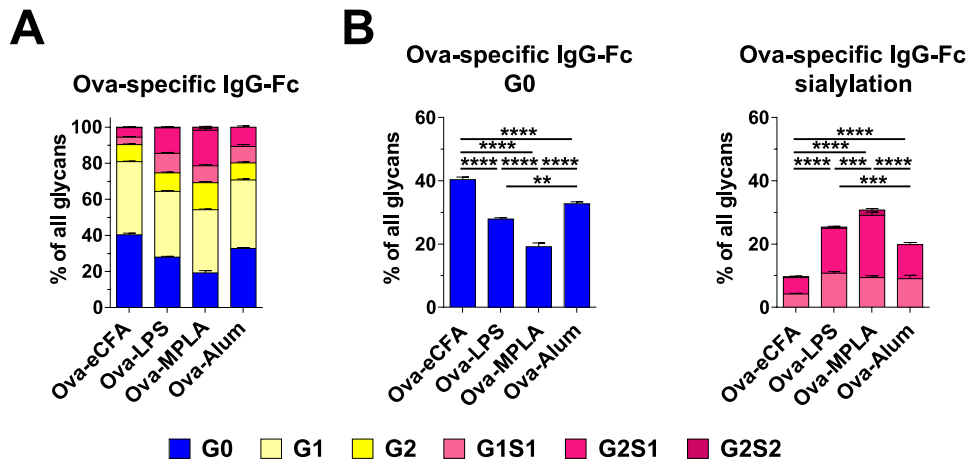 A
Ova-specific IgG-Fc
% of all glycans
100
80
60
40
20
0
Ova-eCFA
Ova-LPS
Ova-MPLA
Ova-Alum
B
Ova-specific IgG-Fc
G0
% of all glycans
60
40
20
0
****
****
**** **** ****
**
Ova-eCFA
Ova-LPS
Ova-MPLA
Ova-Alum
Ova-specific IgG-Fc
sialylation
% of all glycans
60
40
20
0
****
****
**** *** ****
***
Ova-eCFA
Ova-LPS
Ova-MPLA
Ova-Alum
G0 G1 G2 G1S1 G2S1 G2S2